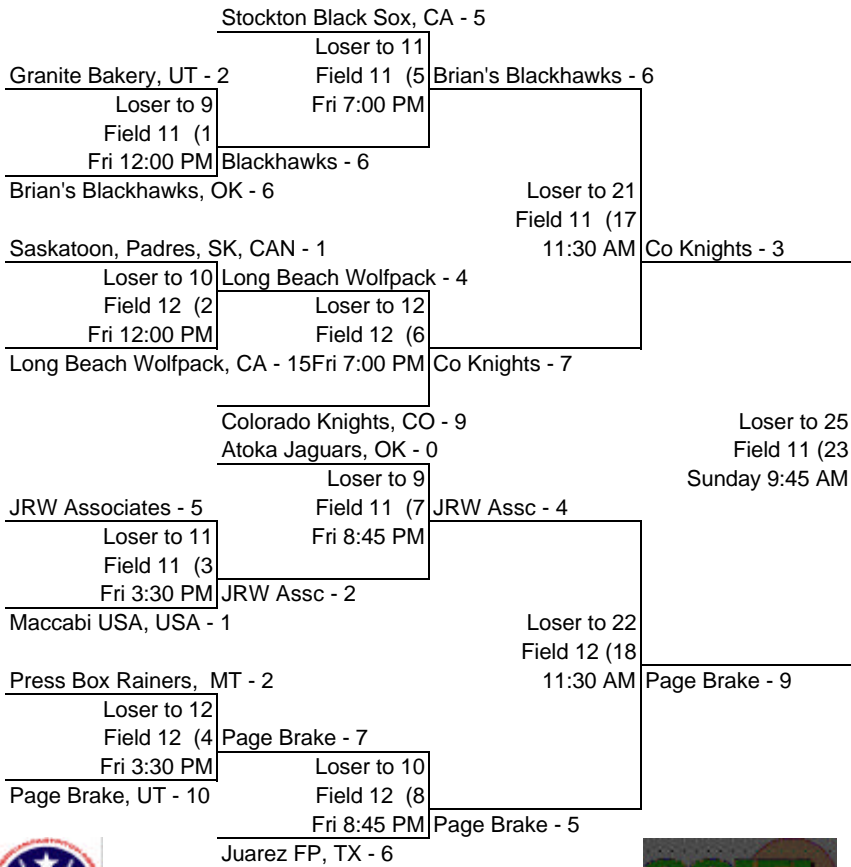 Stockton Black Sox, CA - 5
Loser to 11
Granite Bakery, UT - 2
Field 11 (5
Brian's Blackhawks - 6
Loser to 9
Fri 7:00 PM
Field 11 (1
Fri 12:00 PM
Blackhawks - 6
Brian's Blackhawks, OK - 6
Loser to 21
Field 11 (17
Saskatoon, Padres, SK, CAN - 1
11:30 AM
Co Knights - 3
Loser to 10
Long Beach Wolfpack - 4
Field 12 (2
Loser to 12
Fri 12:00 PM
Field 12 (6
Long Beach Wolfpack, CA - 15
Fri 7:00 PM
Co Knights - 7
Colorado Knights, CO - 9
Loser to 25
Atoka Jaguars, OK - 0
Field 11 (23
Loser to 9
Sunday 9:45 AM
JRW Associates - 5
Field 11 (7
JRW Assc - 4
Loser to 11
Fri 8:45 PM
Field 11 (3
Fri 3:30 PM
JRW Assc - 2
Maccabi USA, USA - 1
Loser to 22
Field 12 (18
Press Box Rainers, MT - 2
11:30 AM
Page Brake - 9
Loser to 12
Field 12 (4
Page Brake - 7
Fri 3:30 PM
Loser to 10
Page Brake, UT - 10
Field 12 (8
Fri 8:45 PM
Page Brake - 5
Juarez FP, TX - 6